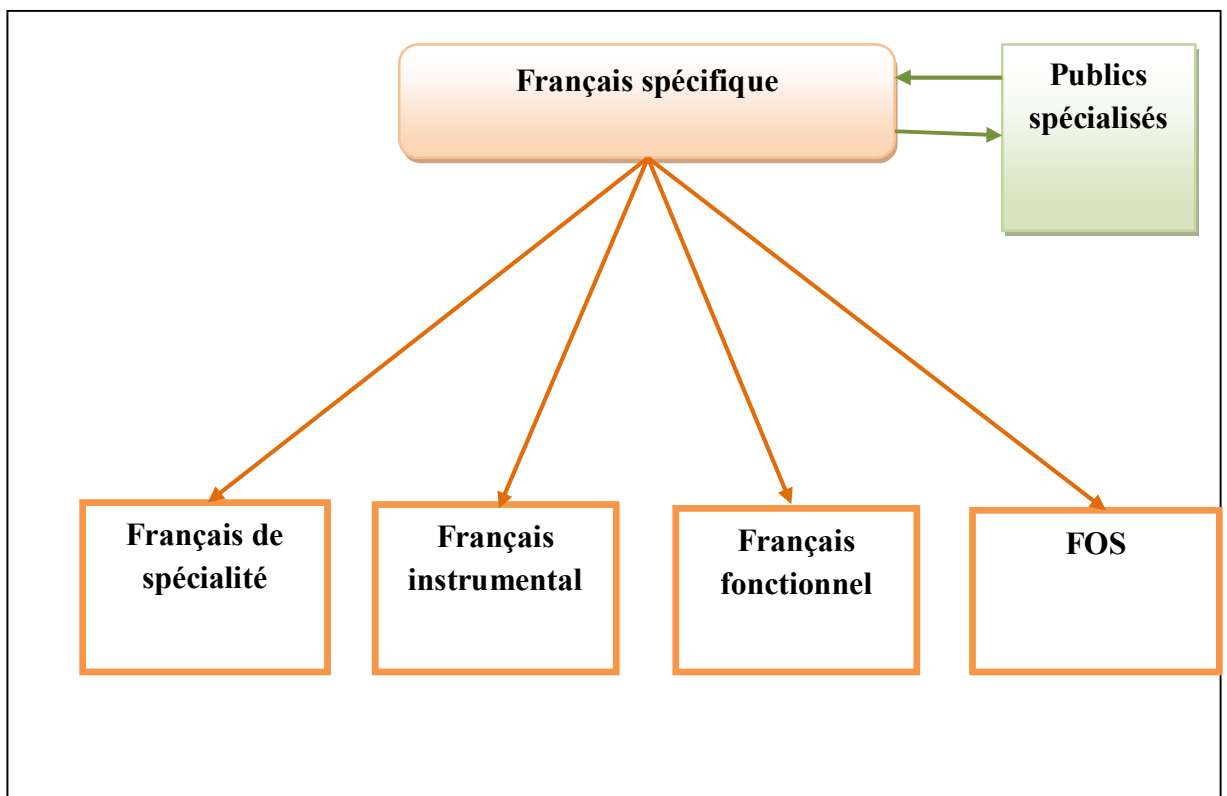 Français spécifique
Publics
spécialisés
Français de
spécialité
Français
instrumental
Français
fonctionnel
FOS